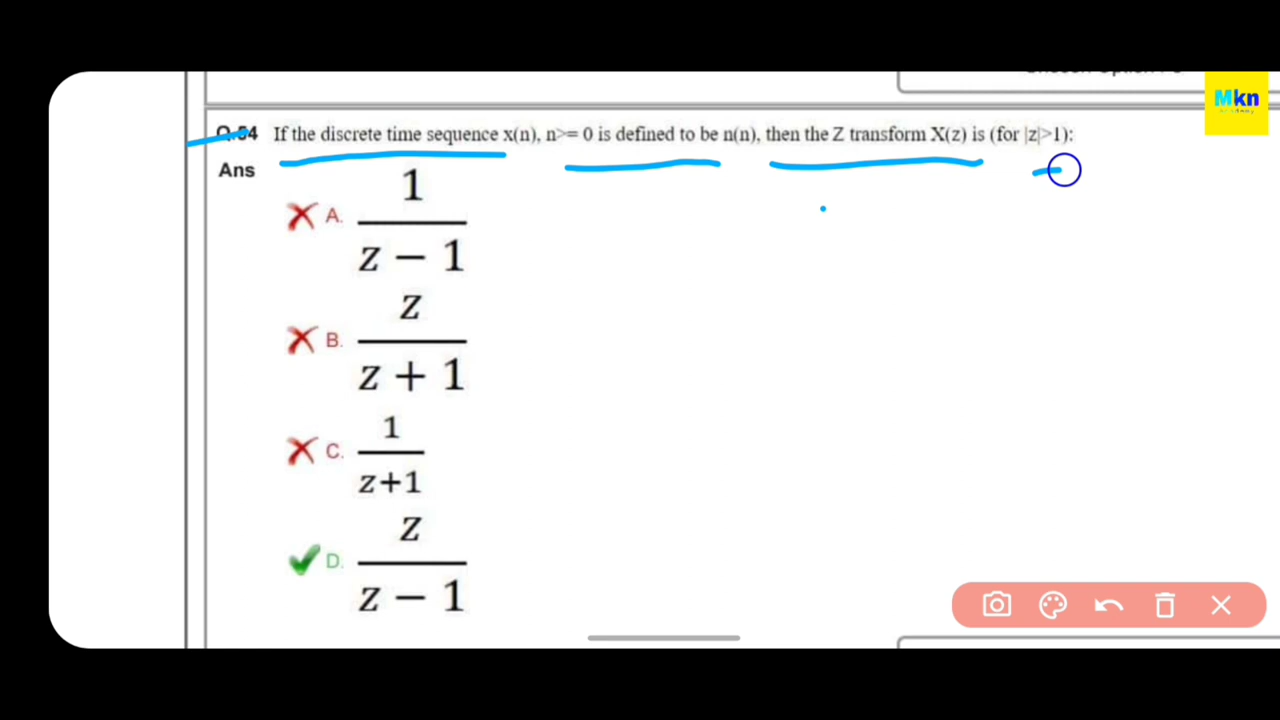 Mkn
Q.54 If the discrete time sequence x(n), n>= 0 is defined to be n(n), then the Z transform X(z) is (for |z|>1):
Ans
A. 1
z − 1
B. z
z + 1
C. 1
z+1
D. z
z − 1